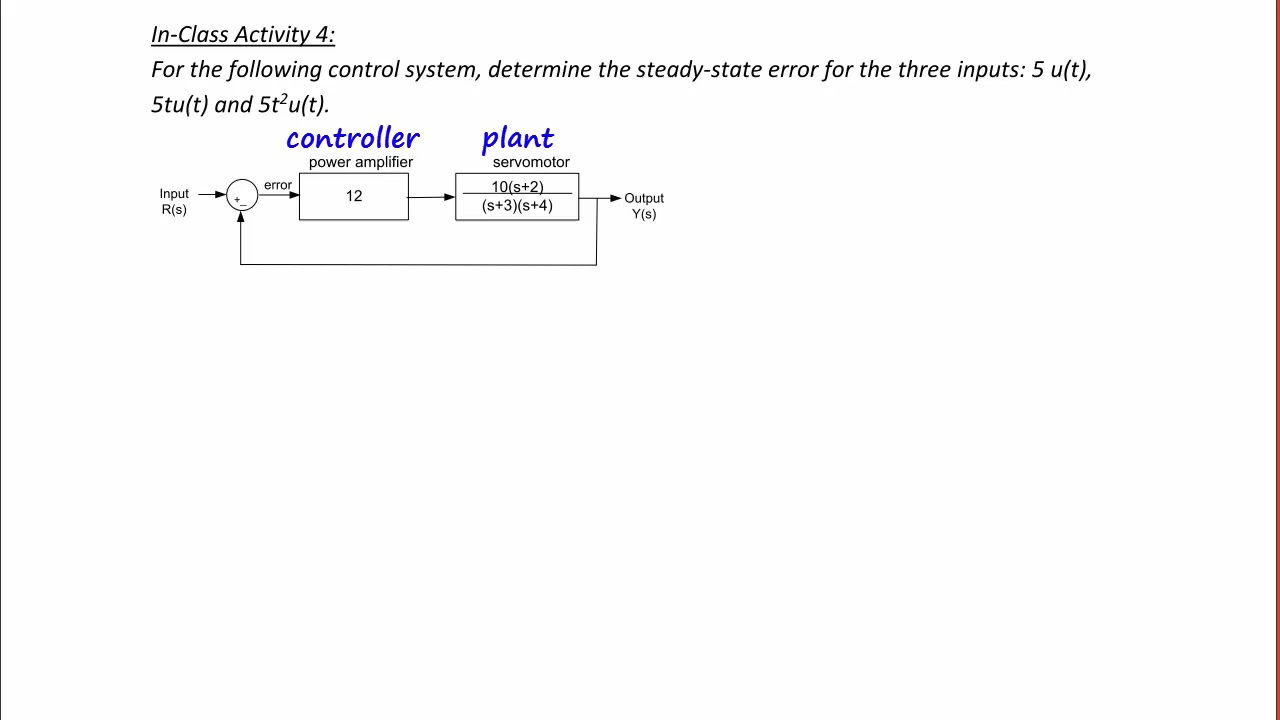 In-Class Activity 4:
For the following control system, determine the steady-state error for the three inputs: 5 u(t),
5tu(t) and 5t²u(t).
controller plant
power amplifier servomotor
Input
R(s)
+
_
error
12
10(s+2)
(s+3)(s+4)
Output
Y(s)